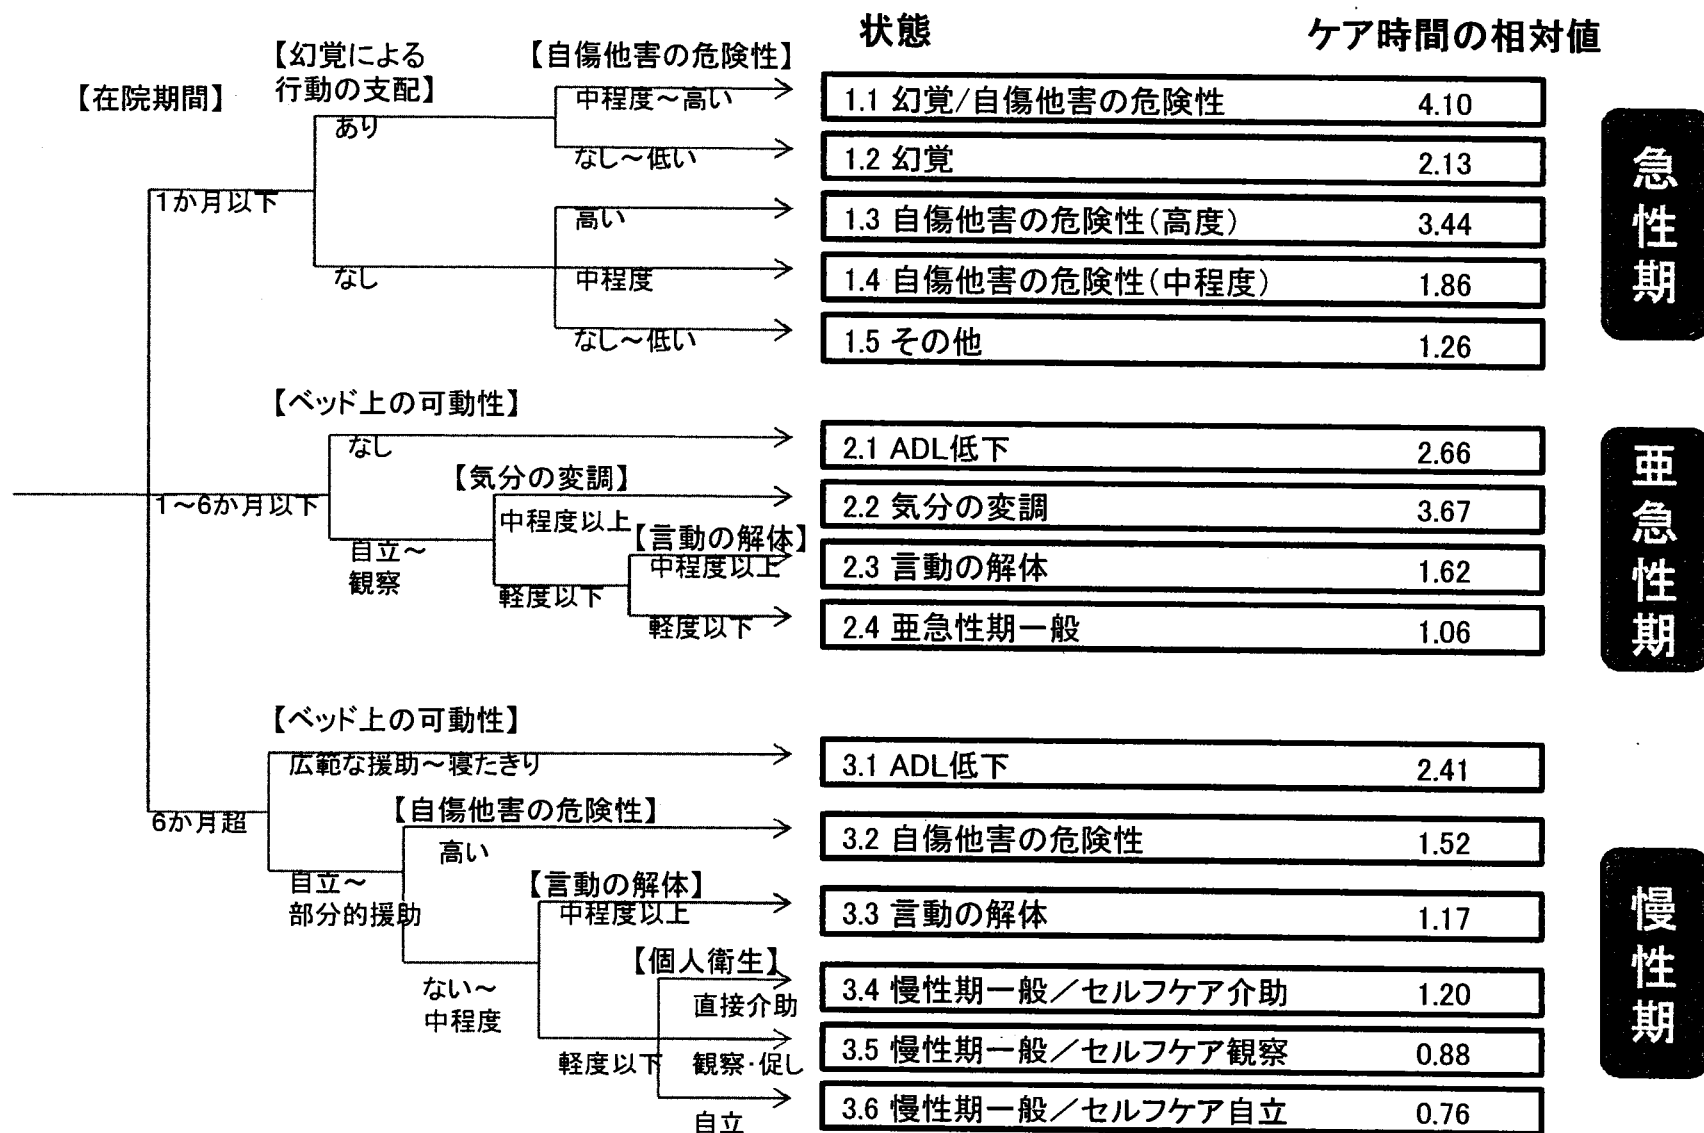 状態
ケア時間の相対値
【在院期間】
【幻覚による
行動の支配】
【自傷他害の危険性】
1か月以下
あり
中程度～高い
1.1 幻覚/自傷他害の危険性 4.10
なし～低い
1.2 幻覚 2.13
なし
高い
1.3 自傷他害の危険性(高度) 3.44
中程度
1.4 自傷他害の危険性(中程度) 1.86
なし～低い
1.5 その他 1.26
急性期
【ベッド上の可動性】
1～6か月以下
なし
2.1 ADL低下 2.66
自立～
観察
【気分の変調】
中程度以上
2.2 気分の変調 3.67
軽度以下
【言動の解体】
中程度以上
2.3 言動の解体 1.62
軽度以下
2.4 亜急性期一般 1.06
亜急性期
【ベッド上の可動性】
6か月超
広範な援助～寝たきり
3.1 ADL低下 2.41
自立～
部分的援助
【自傷他害の危険性】
高い
3.2 自傷他害の危険性 1.52
ない～
中程度
【言動の解体】
中程度以上
3.3 言動の解体 1.17
軽度以下
【個人衛生】
直接介助
3.4 慢性期一般／セルフケア介助 1.20
観察・促し
3.5 慢性期一般／セルフケア観察 0.88
自立
3.6 慢性期一般／セルフケア自立 0.76
慢性期